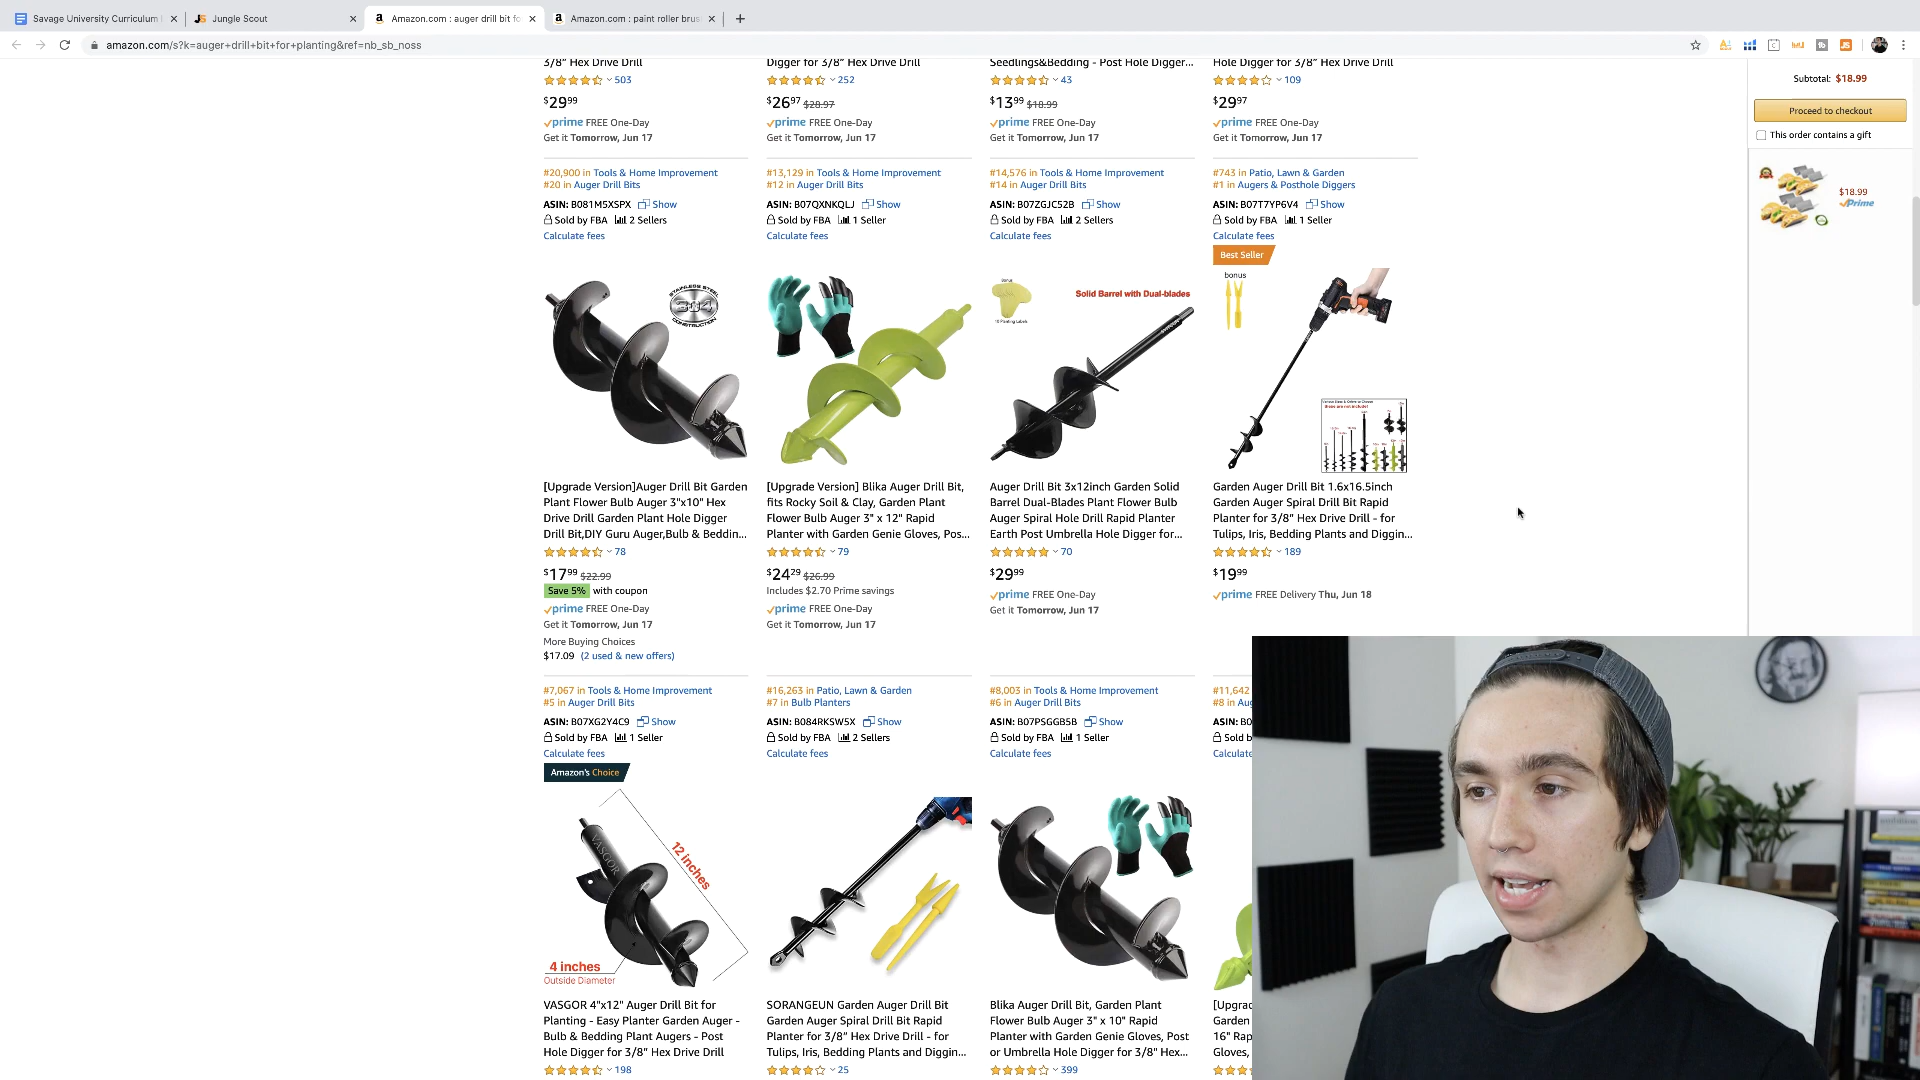 Savage University Curriculum
Jungle Scout
Amazon.com : auger drill bit fo
Amazon.com : paint roller brus
amazon.com/s?k=auger+drill+bit+for+planting&ref=nb_sb_noss
3/8" Hex Drive Drill
503
$29 99
prime FREE One-Day
Get it Tomorrow, Jun 17
#20,900 in Tools & Home Improvement
#20 in Auger Drill Bits
ASIN: B081M5XSPX Show
Sold by FBA 2 Sellers
Calculate fees
Digger for 3/8" Hex Drive Drill
252
$26 97 $28.97
prime FREE One-Day
Get it Tomorrow, Jun 17
#13,129 in Tools & Home Improvement
#12 in Auger Drill Bits
ASIN: B07QXNKQLJ Show
Sold by FBA 1 Seller
Calculate fees
Seedlings&Bedding - Post Hole Digger...
43
$13 99 $18.99
prime FREE One-Day
Get it Tomorrow, Jun 17
#14,576 in Tools & Home Improvement
#14 in Auger Drill Bits
ASIN: B07ZGJC52B Show
Sold by FBA 2 Sellers
Calculate fees
Hole Digger for 3/8" Hex Drive Drill
109
$29 97
prime FREE One-Day
Get it Tomorrow, Jun 17
#743 in Patio, Lawn & Garden
#1 in Augers & Posthole Diggers
ASIN: B07T7YP6V4 Show
Sold by FBA 1 Seller
Calculate fees
Subtotal: $18.99
Proceed to checkout
This order contains a gift
$18.99
prime
STAINLESS STEEL
304
CONSTRUCTION
[Upgrade Version]Auger Drill Bit Garden
Plant Flower Bulb Auger 3"x10" Hex
Drive Drill Garden Plant Hole Digger
Drill Bit,DIY Guru Auger,Bulb & Beddin...
78
$17 99 $22.99
Save 5% with coupon
prime FREE One-Day
Get it Tomorrow, Jun 17
More Buying Choices
$17.09 (2 used & new offers)
#7,067 in Tools & Home Improvement
#5 in Auger Drill Bits
ASIN: B07XG2Y4C9 Show
Sold by FBA 1 Seller
Calculate fees
[Upgrade Version] Blika Auger Drill Bit,
fits Rocky Soil & Clay, Garden Plant
Flower Bulb Auger 3" x 12" Rapid
Planter with Garden Genie Gloves, Pos...
79
$24 29 $26.99
Includes $2.70 Prime savings
prime FREE One-Day
Get it Tomorrow, Jun 17
#16,263 in Patio, Lawn & Garden
#7 in Bulb Planters
ASIN: B084RKSW5X Show
Sold by FBA 2 Sellers
Calculate fees
Bonus
10 Planting Labels
Solid Barrel with Dual-blades
Auger Drill Bit 3x12inch Garden Solid
Barrel Dual-Blades Plant Flower Bulb
Auger Spiral Hole Drill Rapid Planter
Earth Post Umbrella Hole Digger for...
70
$29 99
prime FREE One-Day
Get it Tomorrow, Jun 17
#8,003 in Tools & Home Improvement
#6 in Auger Drill Bits
ASIN: B07PSGGB5B Show
Sold by FBA 1 Seller
Calculate fees
Best Seller
bonus
Garden Auger Drill Bit 1.6x16.5inch
Garden Auger Spiral Drill Bit Rapid
Planter for 3/8" Hex Drive Drill - for
Tulips, Iris, Bedding Plants and Diggin...
189
$19 99
prime FREE Delivery Thu, Jun 18
#11,642
#8 in Aug
ASIN: B0
Sold by
Calculate
Amazon's Choice
VASGOR
12 inches
4 inches
Outside Diameter
VASGOR 4"x12" Auger Drill Bit for
Planting - Easy Planter Garden Auger -
Bulb & Bedding Plant Augers - Post
Hole Digger for 3/8" Hex Drive Drill
198
SORANGEUN Garden Auger Drill Bit
Garden Auger Spiral Drill Bit Rapid
Planter for 3/8" Hex Drive Drill - for
Tulips, Iris, Bedding Plants and Diggin...
25
Blika Auger Drill Bit, Garden Plant
Flower Bulb Auger 3" x 10" Rapid
Planter with Garden Genie Gloves, Post
or Umbrella Hole Digger for 3/8" Hex...
399
[Upgrad
Garden
16" Rap
Gloves,